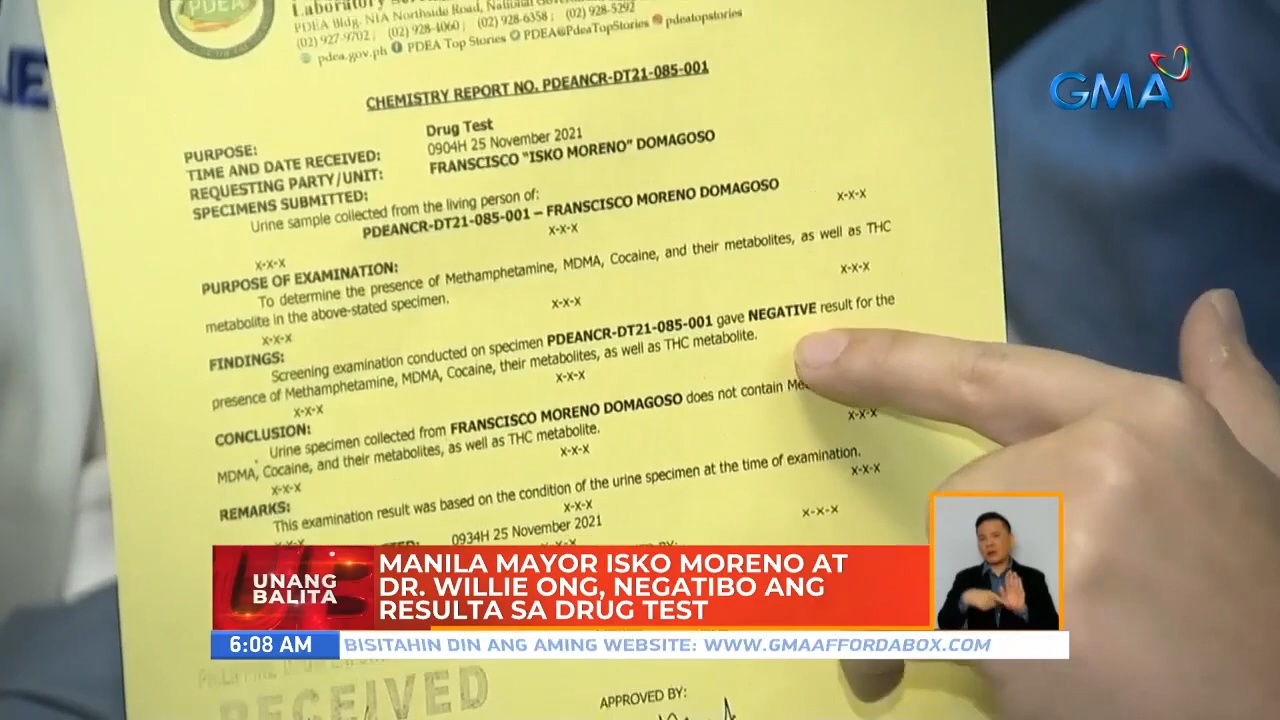 PDEA
PDEA Bldg. NIA Northside Road, National
(02) 927-9702 ; (02) 928-4060 ; (02) 928-6358 ; (02) 928-5292
pdea.gov.ph PDEA Top Stories PDEA@PdeaTopStories pdeatopstories
GMA
CHEMISTRY REPORT NO. PDEANCR-DT21-085-001
PURPOSE: Drug Test
TIME AND DATE RECEIVED: 0904H 25 November 2021
REQUESTING PARTY/UNIT: FRANSCISCO "ISKO MORENO" DOMAGOSO
SPECIMENS SUBMITTED:
Urine sample collected from the living person of:
PDEANCR-DT21-085-001 – FRANSCISCO MORENO DOMAGOSO
x-x-x x-x-x x-x-x
PURPOSE OF EXAMINATION:
To determine the presence of Methamphetamine, MDMA, Cocaine, and their metabolites, as well as THC
metabolite in the above-stated specimen.
x-x-x x-x-x x-x-x
FINDINGS:
Screening examination conducted on specimen PDEANCR-DT21-085-001 gave NEGATIVE result for the
presence of Methamphetamine, MDMA, Cocaine, their metabolites, as well as THC metabolite.
x-x-x x-x-x
CONCLUSION:
Urine specimen collected from FRANSCISCO MORENO DOMAGOSO does not contain
MDMA, Cocaine, and their metabolites, as well as THC metabolite.
x-x-x x-x-x x-x-x
REMARKS:
This examination result was based on the condition of the urine specimen at the time of examination.
x-x-x x-x-x x-x-x
0934H 25 November 2021
x-x-x
UNANG
BALITA
MANILA MAYOR ISKO MORENO AT
DR. WILLIE ONG, NEGATIBO ANG
RESULTA SA DRUG TEST
6:08 AM BISITAHIN DIN ANG AMING WEBSITE: WWW.GMAAFFORDABOX.COM
RECEIVED
APPROVED BY: